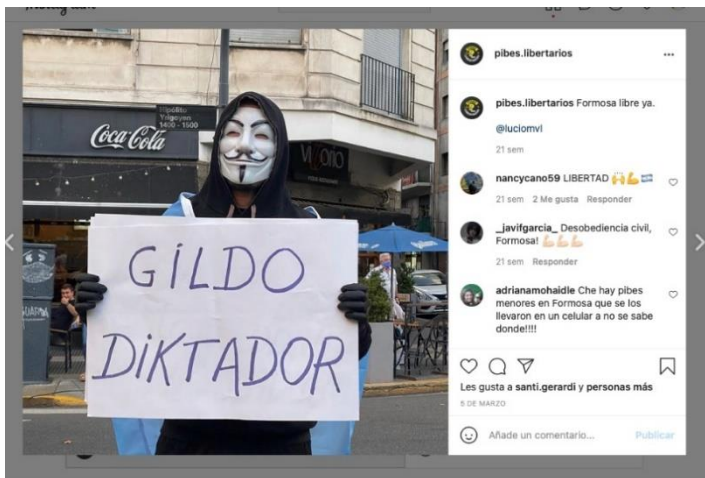 Hipólito
Yrigoyen
1400 - 1500
Coca-Cola
GILDO
DIKTADOR
pibes.libertarios
pibes.libertarios Formosa libre ya.
@luciomvl
21 sem
nancycano59 LIBERTAD 🙌💪🇦🇷
21 sem 2 Me gusta Responder
_javifgarcia_ Desobediencia civil,
Formosa! 💪🏻💪🏻💪🏻
21 sem Responder
adrianamohaidle Che hay pibes
menores en Formosa que se los
llevaron en un celular a no se sabe
donde!!!!
Les gusta a santi.gerardi y personas más
5 DE MARZO
Añade un comentario... Publicar